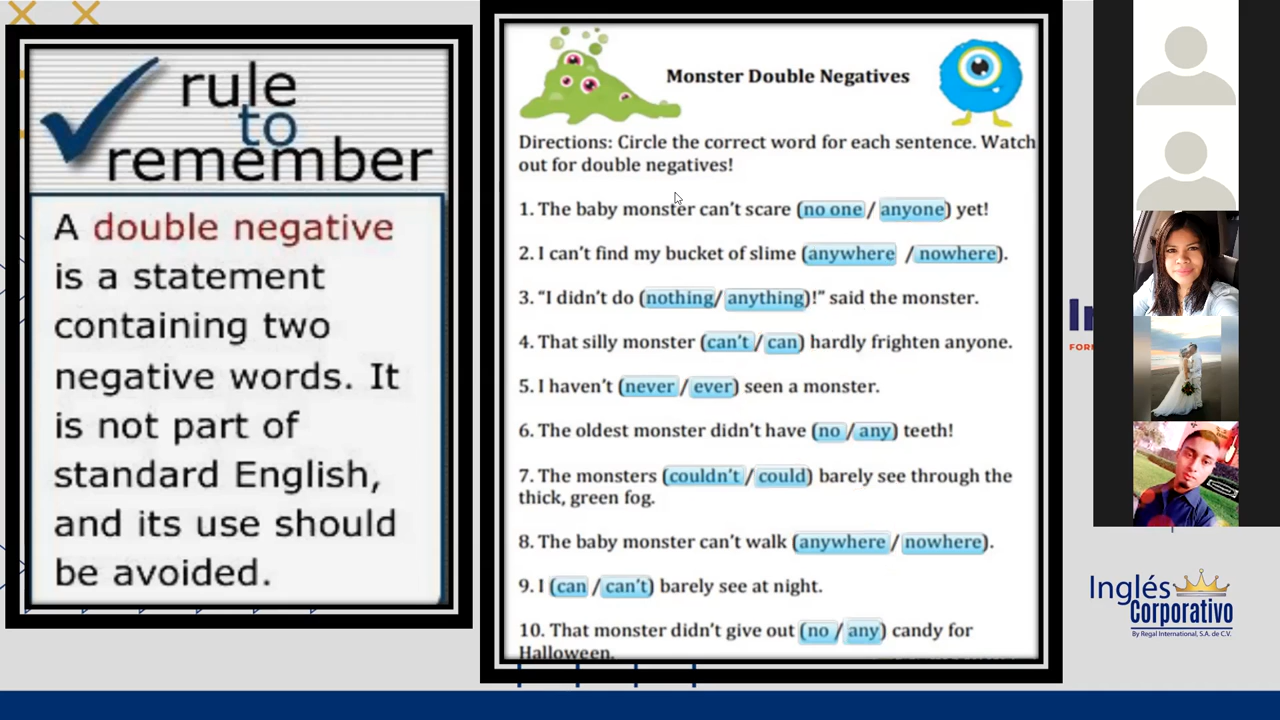 rule
to
remember
A double negative
is a statement
containing two
negative words. It
is not part of
standard English,
and its use should
be avoided.
Monster Double Negatives
Directions: Circle the correct word for each sentence. Watch
out for double negatives!
1. The baby monster can't scare (no one / anyone) yet!
2. I can't find my bucket of slime (anywhere / nowhere).
3. “I didn't do (nothing/ anything)!” said the monster.
4. That silly monster (can't / can) hardly frighten anyone.
5. I haven't (never / ever) seen a monster.
6. The oldest monster didn't have (no / any) teeth!
7. The monsters (couldn't / could) barely see through the
thick, green fog.
8. The baby monster can't walk (anywhere / nowhere).
9. I (can / can't) barely see at night.
10. That monster didn't give out (no / any) candy for
Halloween.
Inglés
Corporativo
By Regal International, S.A. de C.V.